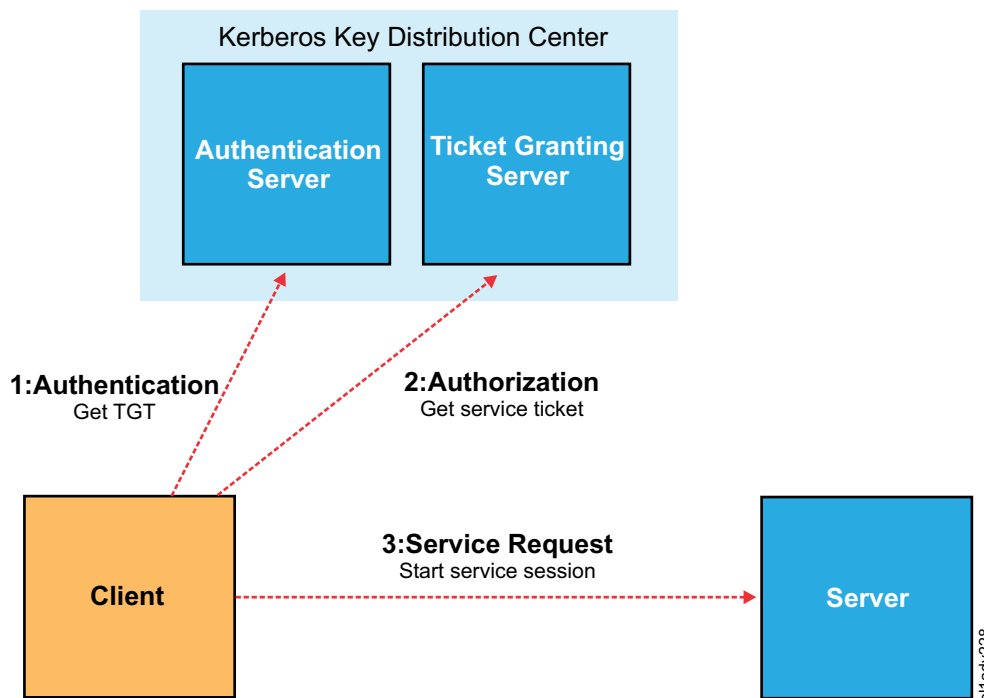 Kerberos Key Distribution Center
Authentication
Server
Ticket Granting
Server
1:Authentication
Get TGT
2:Authorization
Get service ticket
3:Service Request
Start service session
Client
Server